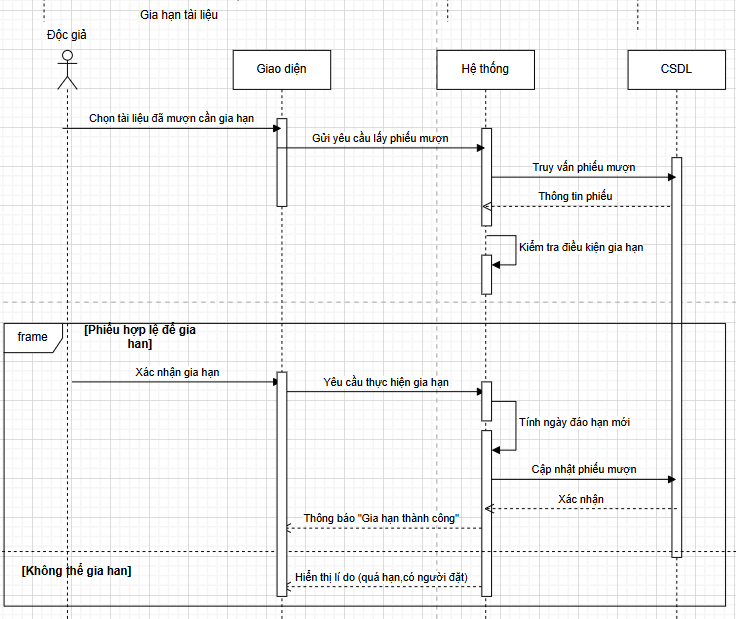 Gia hạn tài liệu
Độc giả
Giao diện
Hệ thống
CSDL
Chọn tài liệu đã mượn cần gia hạn
Gửi yêu cầu lấy phiếu mượn
Truy vấn phiếu mượn
Thông tin phiếu
Kiểm tra điều kiện gia hạn
frame
[Phiếu hợp lệ để gia
han]
Xác nhận gia hạn
Yêu cầu thực hiện gia hạn
Tính ngày đáo hạn mới
Cập nhật phiếu mượn
Xác nhận
Thông báo "Gia hạn thành công"
[Không thể gia han]
Hiển thị lí do (quá hạn,có người đặt)